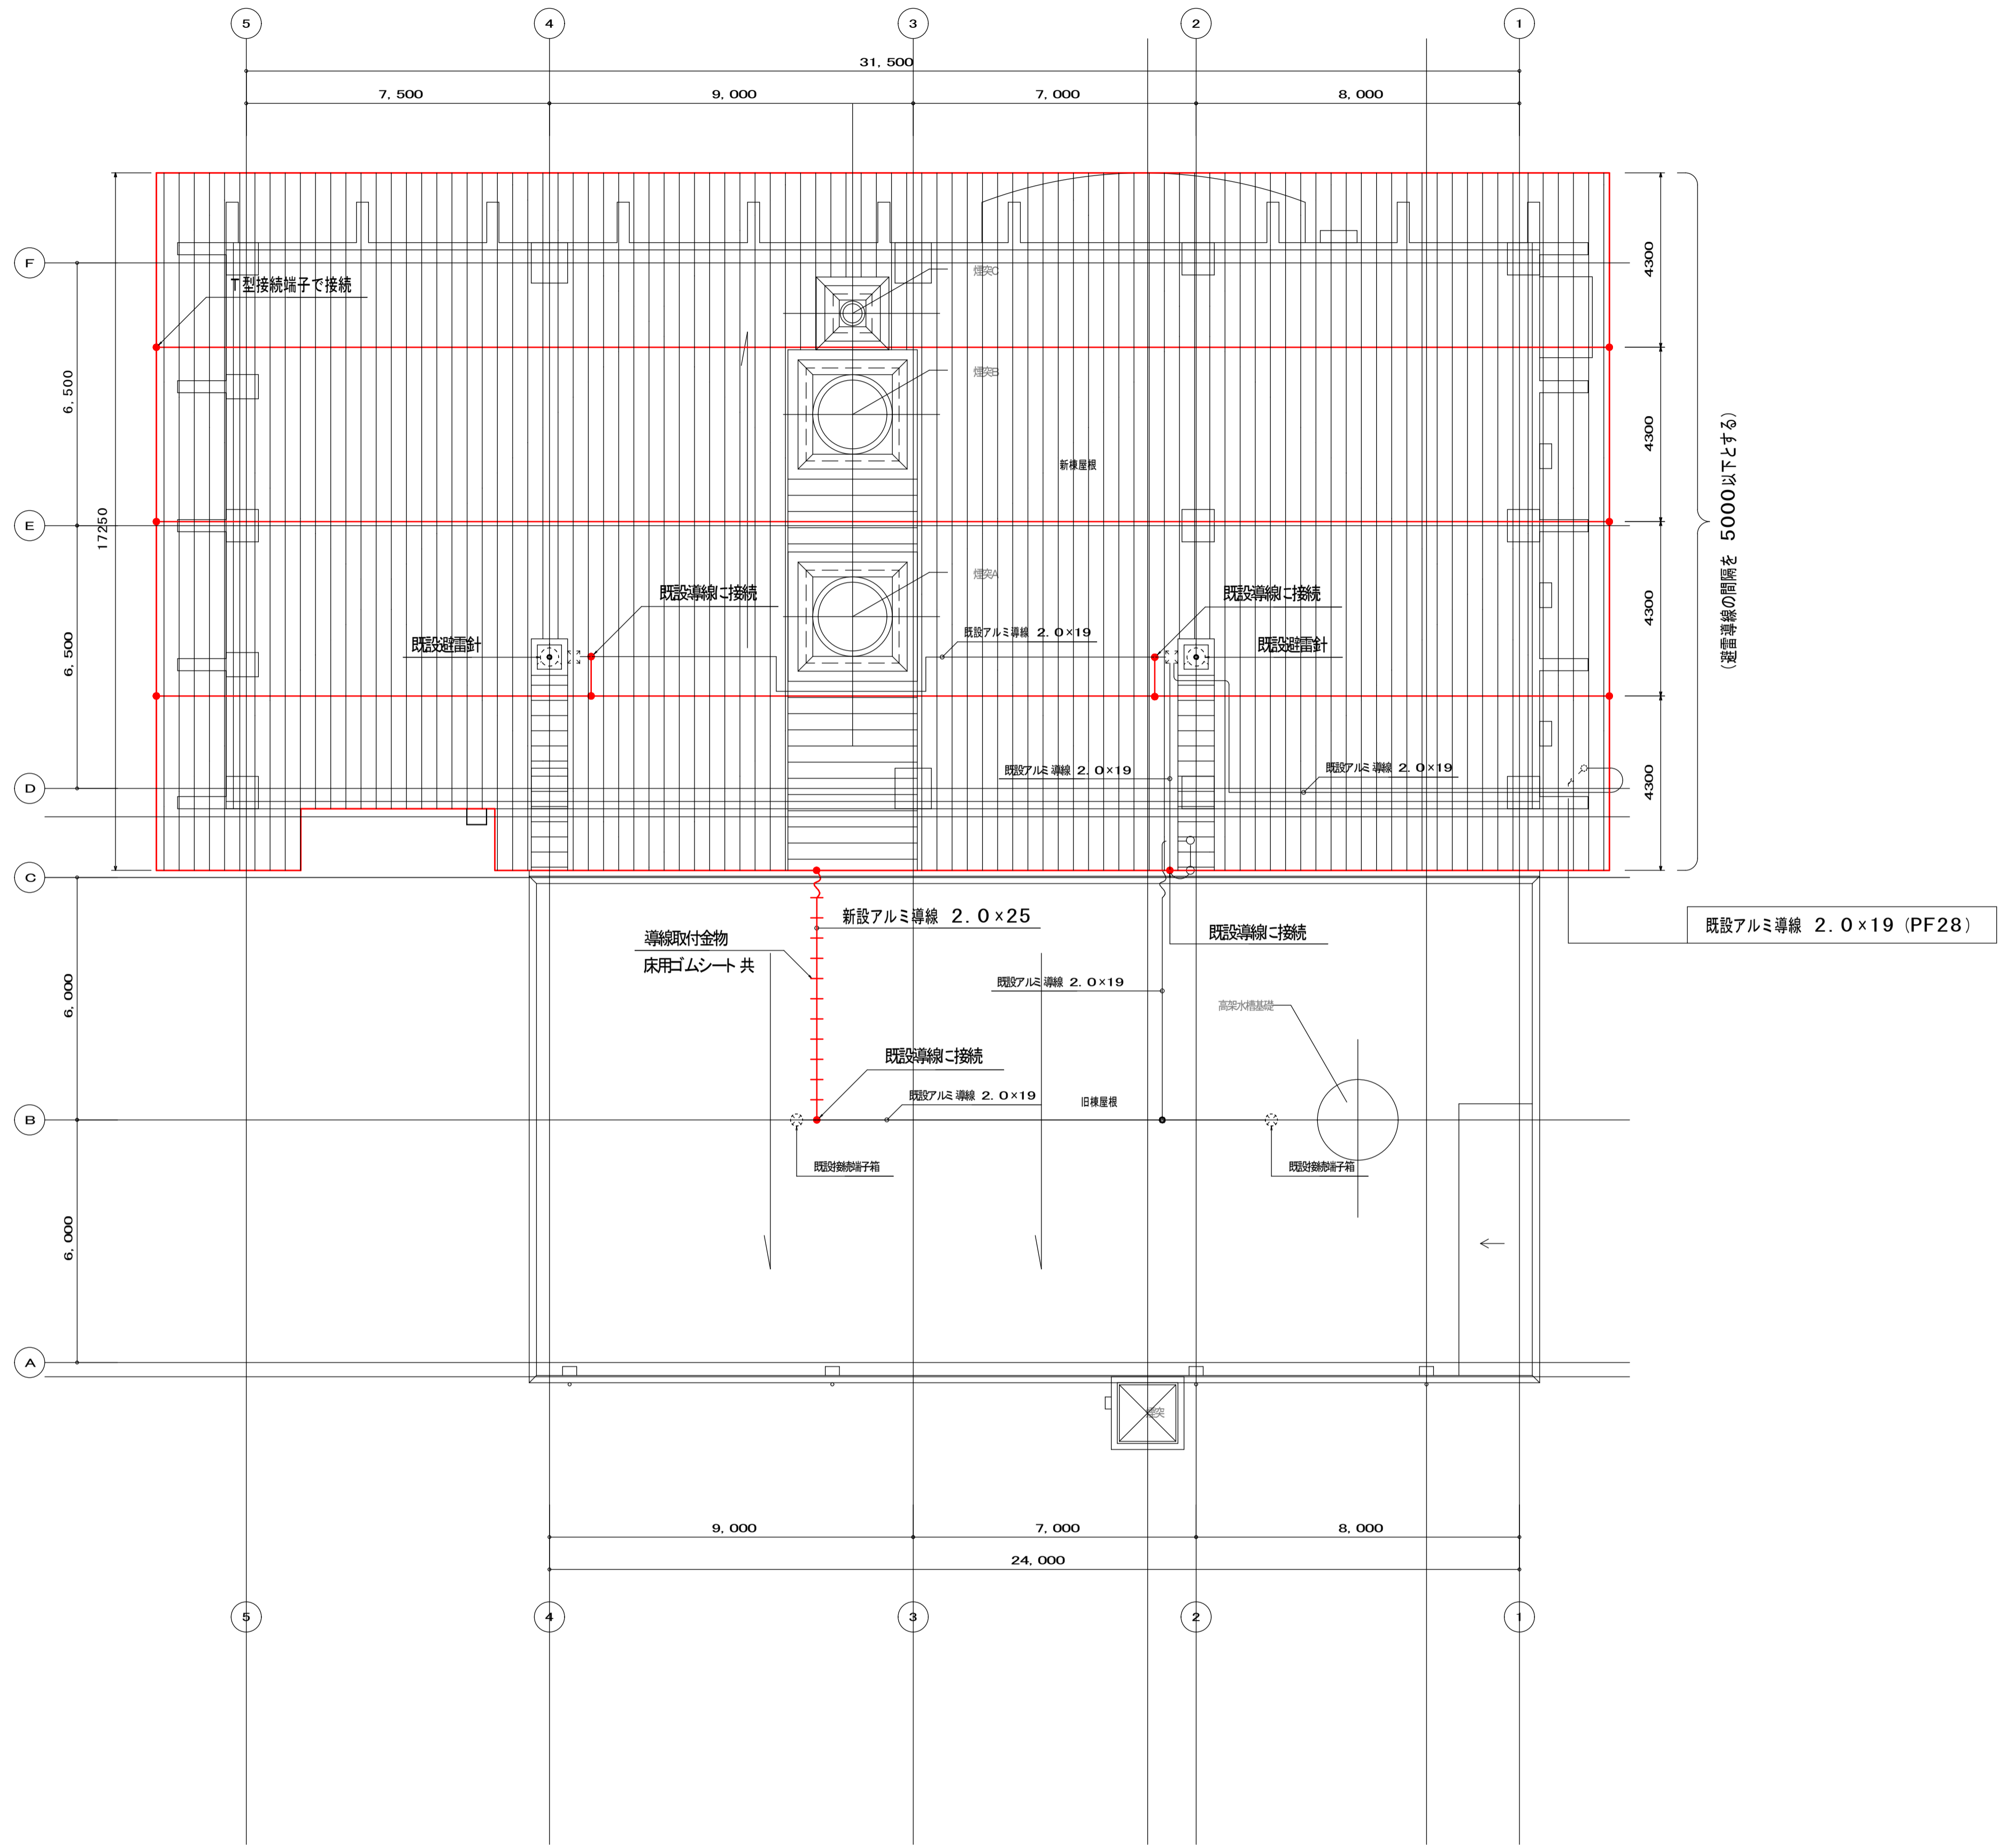 5
4
3
2
1
31,500
7,500
9,000
7,000
8,000
F
E
D
C
B
A
6,500
6,500
17250
6,000
6,000
4300
4300
4300
4300
(避雷導線の間隔を 5000以下とする)
T型接続端子で接続
煙突C
煙突B
新棟屋根
煙突A
既設導線に接続
既設導線に接続
既設避雷針
既設アルミ導線 2.0×19
既設避雷針
既設アルミ導線 2.0×19
既設アルミ導線 2.0×19
新設アルミ導線 2.0×25
既設アルミ導線 2.0×19 (PF28)
導線取付金物
床用ゴムシート共
既設導線に接続
既設アルミ導線 2.0×19
高架水槽基礎
既設導線に接続
既設アルミ導線 2.0×19
旧棟屋根
既設接続端子箱
既設接続端子箱
煙突
9,000
7,000
8,000
24,000
5
4
3
2
1